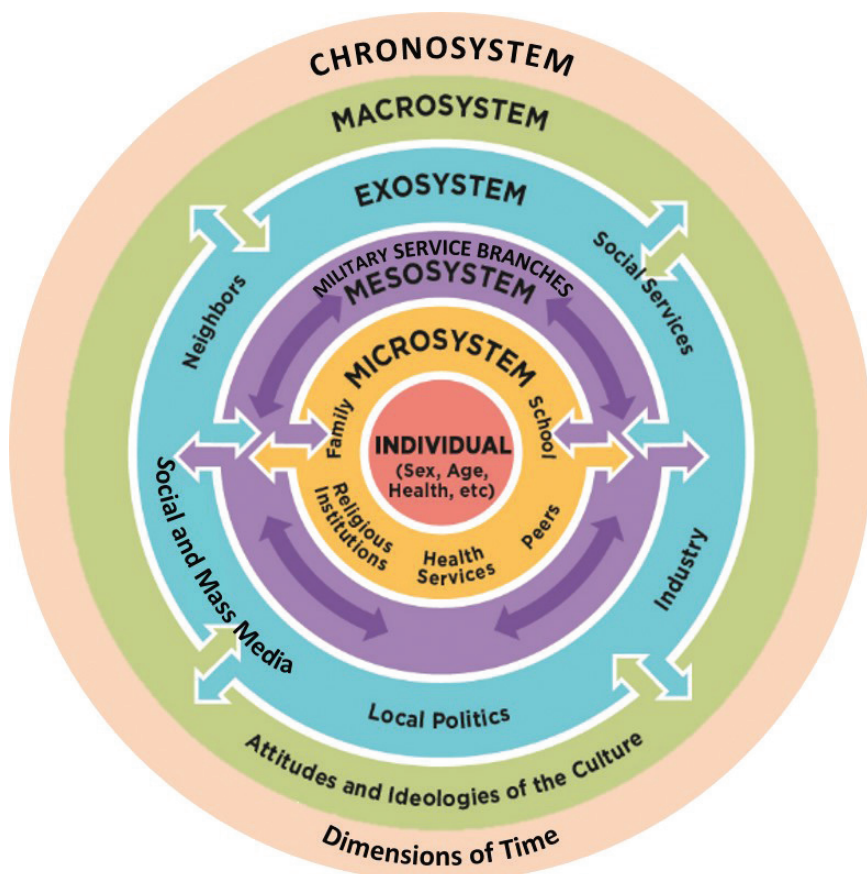 CHRONOSYSTEM
MACROSYSTEM
EXOSYSTEM
MILITARY SERVICE BRANCHES
MESOSYSTEM
MICROSYSTEM
Neighbors
Social Services
Family
School
INDIVIDUAL
(Sex, Age,
Health, etc)
Religious
Institutions
Health
Services
Peers
Social and Mass Media
Industry
Local Politics
Attitudes and Ideologies of the Culture
Dimensions of Time